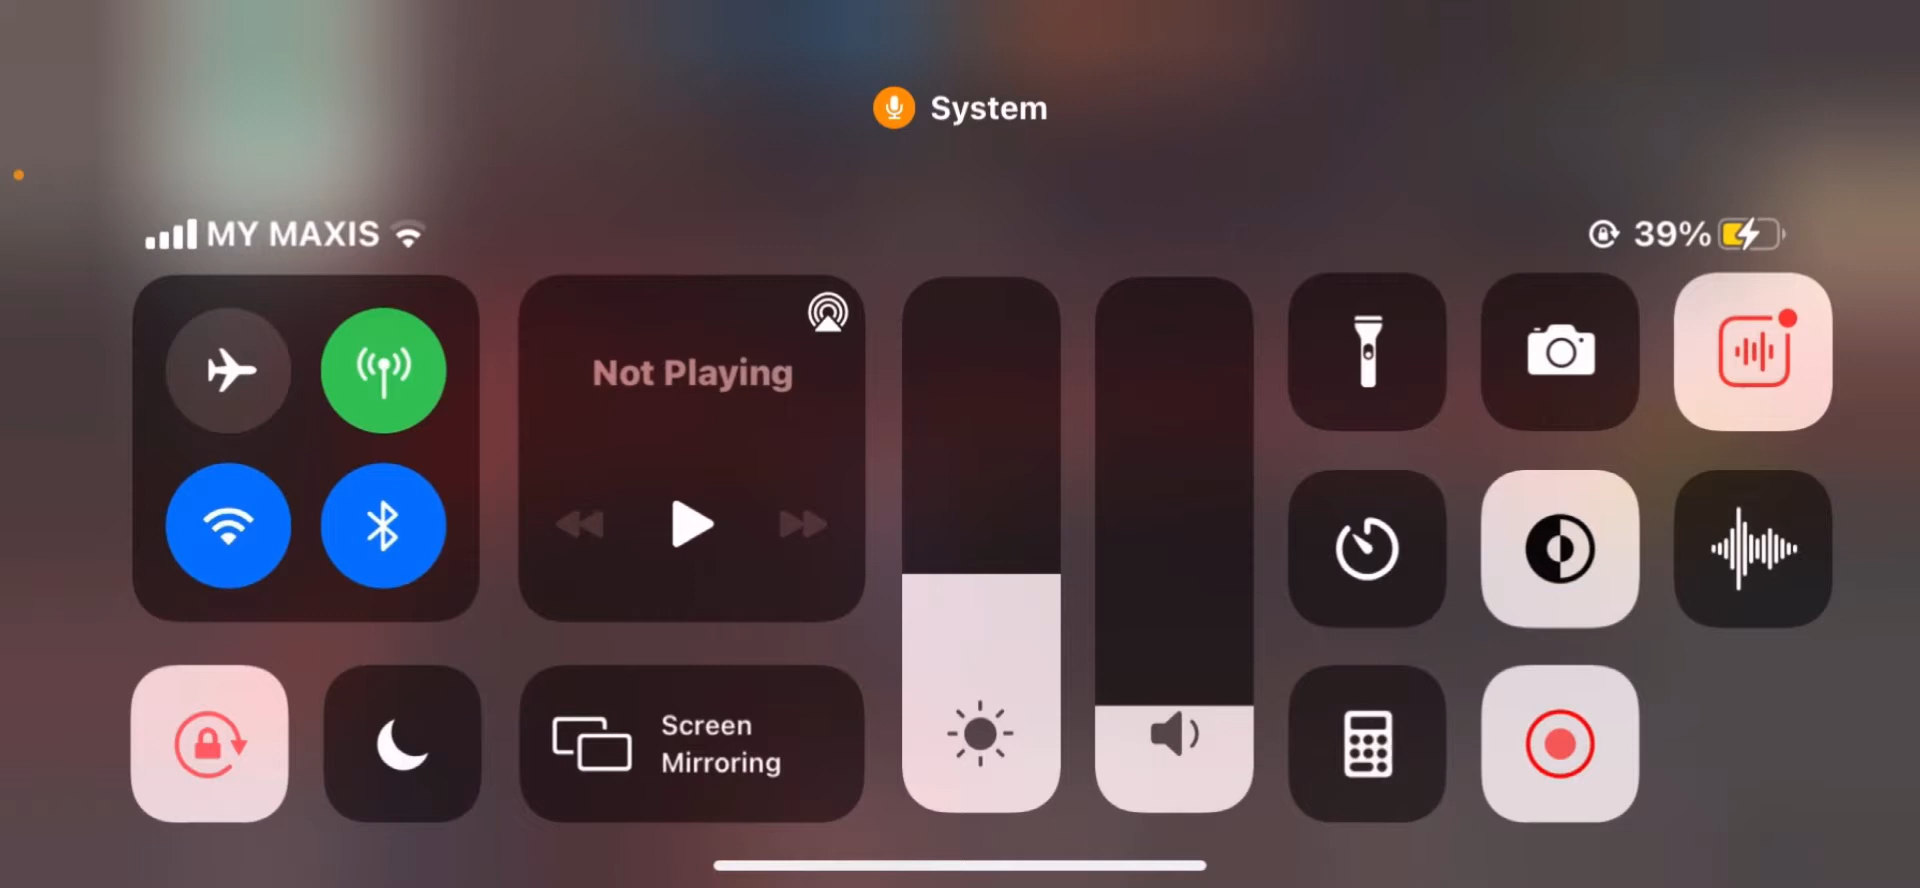 System
MY MAXIS
39%
Not Playing
Screen
Mirroring